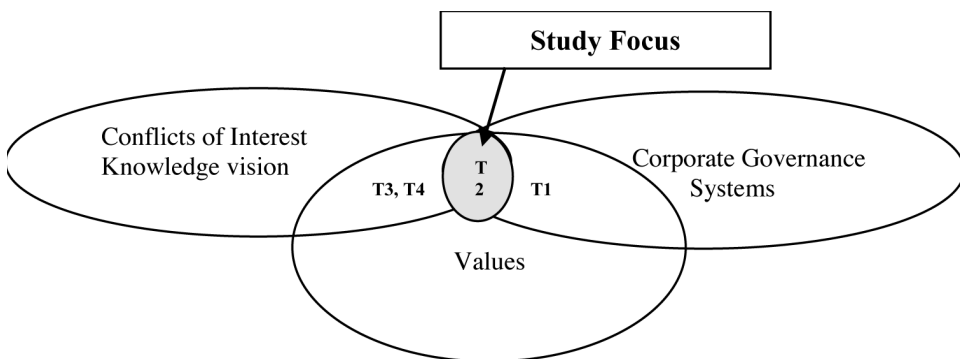 Study Focus
Conflicts of Interest
Knowledge vision
Corporate Governance
Systems
T3, T4
T
2
T1
Values